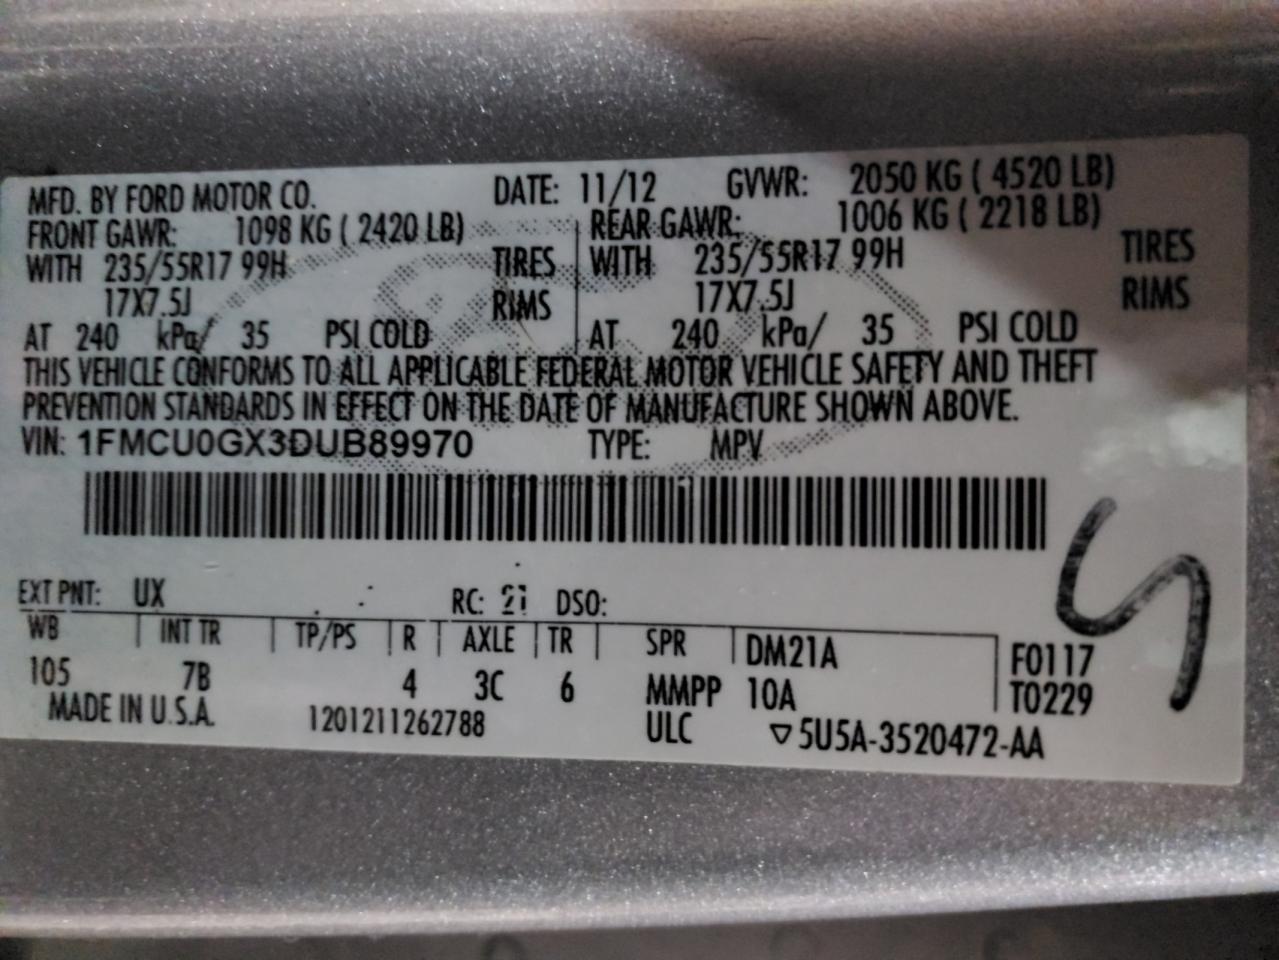 MFD. BY FORD MOTOR CO. DATE: 11/12 GVWR: 2050 KG ( 4520 LB)
FRONT GAWR: 1098 KG ( 2420 LB) REAR GAWR: 1006 KG ( 2218 LB)
WITH 235/55R17 99H TIRES WITH 235/55R17 99H TIRES
17X7.5J RIMS 17X7.5J RIMS
AT 240 kPa/ 35 PSI COLD AT 240 kPa/ 35 PSI COLD
THIS VEHICLE CONFORMS TO ALL APPLICABLE FEDERAL MOTOR VEHICLE SAFETY AND THEFT
PREVENTION STANDARDS IN EFFECT ON THE DATE OF MANUFACTURE SHOWN ABOVE.
VIN: 1FMCU0GX3DUB89970 TYPE: MPV
EXT PNT: UX RC: 21 DSO:
WB INT TR TP/PS R AXLE TR SPR DM21A F0117
105 7B 4 3C 6 MMPP 10A T0229
MADE IN U.S.A. 1201211262788 ULC ▽5U5A-3520472-AA